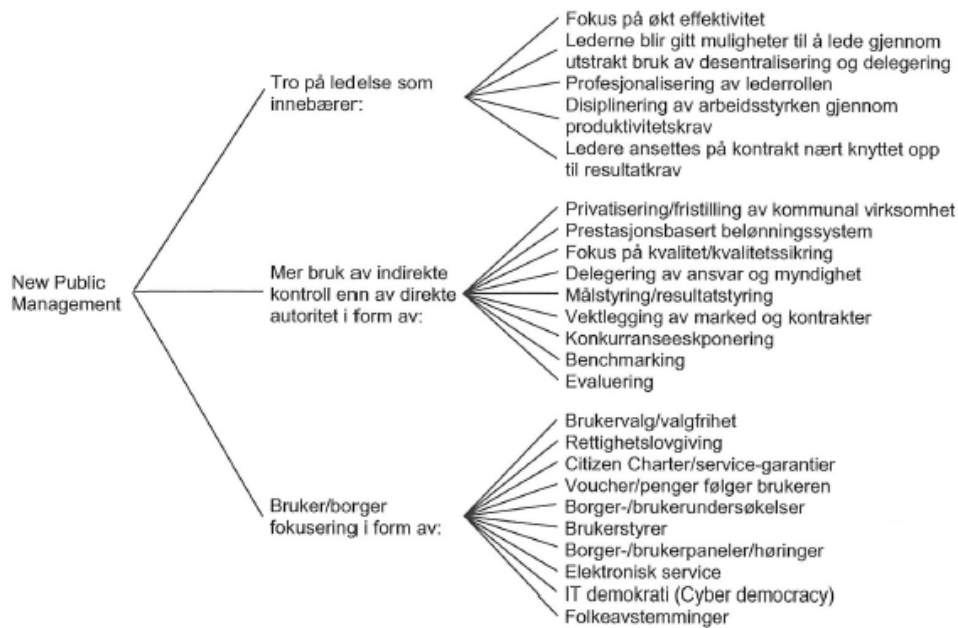 Fokus på økt effektivitet
Lederne blir gitt muligheter til å lede gjennom
utstrakt bruk av desentralisering og delegering
Tro på ledelse som
innebærer:
Profesjonalisering av lederrollen
Disiplinering av arbeidsstyrken gjennom
produktivitetskrav
Ledere ansettes på kontrakt nært knyttet opp
til resultatkrav
New Public
Management
Mer bruk av indirekte
kontroll enn av direkte
autoritet i form av:
Privatisering/fristilling av kommunal virksomhet
Prestasjonsbasert belønningssystem
Fokus på kvalitet/kvalitetssikring
Delegering av ansvar og myndighet
Målstyring/resultatstyring
Vektlegging av marked og kontrakter
Konkurranseeskponering
Benchmarking
Evaluering
Bruker/borger
fokusering i form av:
Brukervalg/valgfrihet
Rettighetslovgiving
Citizen Charter/service-garantier
Voucher/penger følger brukeren
Borger-/brukerundersøkelser
Brukerstyrer
Borger-/brukerpaneler/høringer
Elektronisk service
IT demokrati (Cyber democracy)
Folkeavstemminger